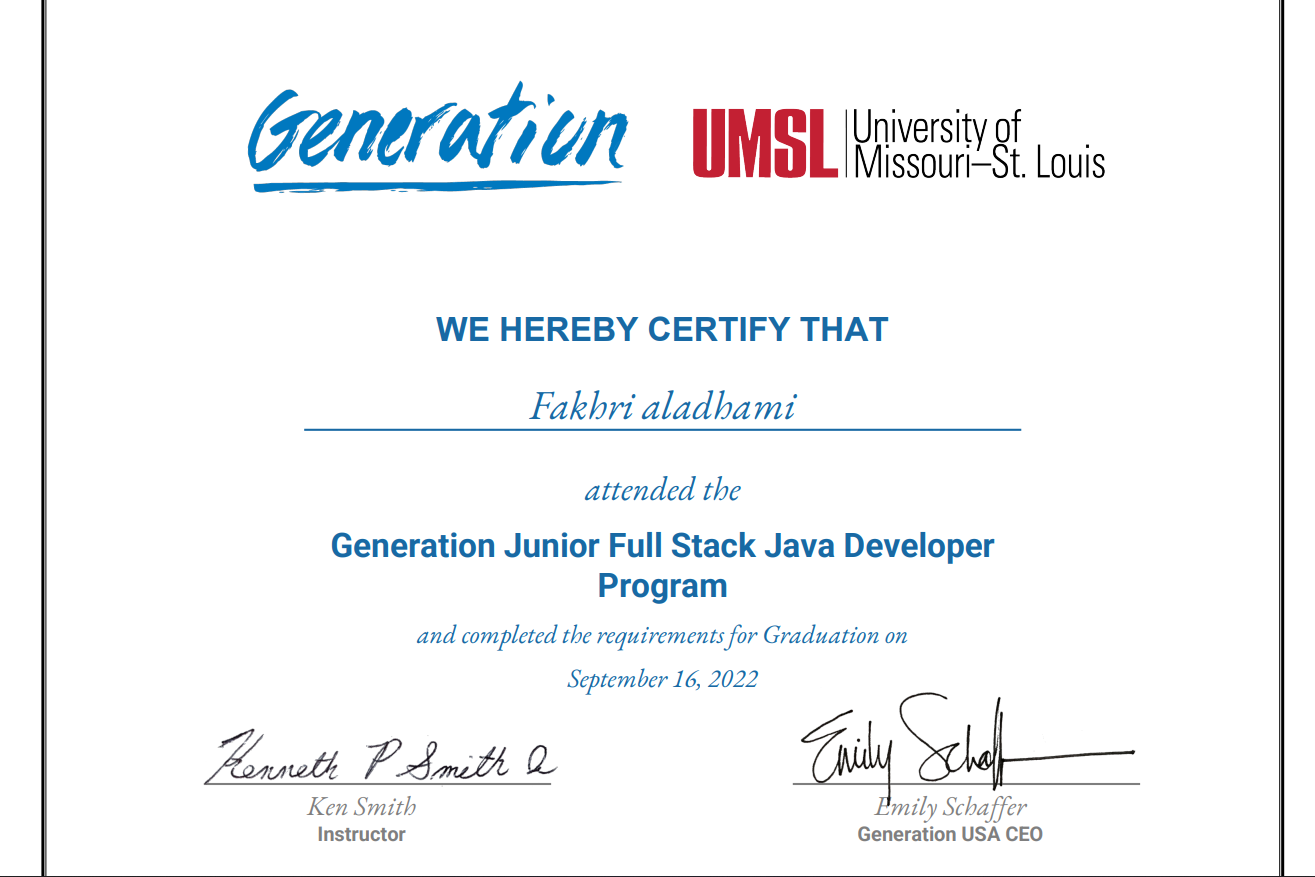 Generation
UMSL
University of
Missouri–St. Louis
WE HEREBY CERTIFY THAT
Fakhri aladhami
attended the
Generation Junior Full Stack Java Developer
Program
and completed the requirements for Graduation on
September 16, 2022
Kenneth P Smith
Emily Schaff
Ken Smith
Instructor
Emily Schaffer
Generation USA CEO